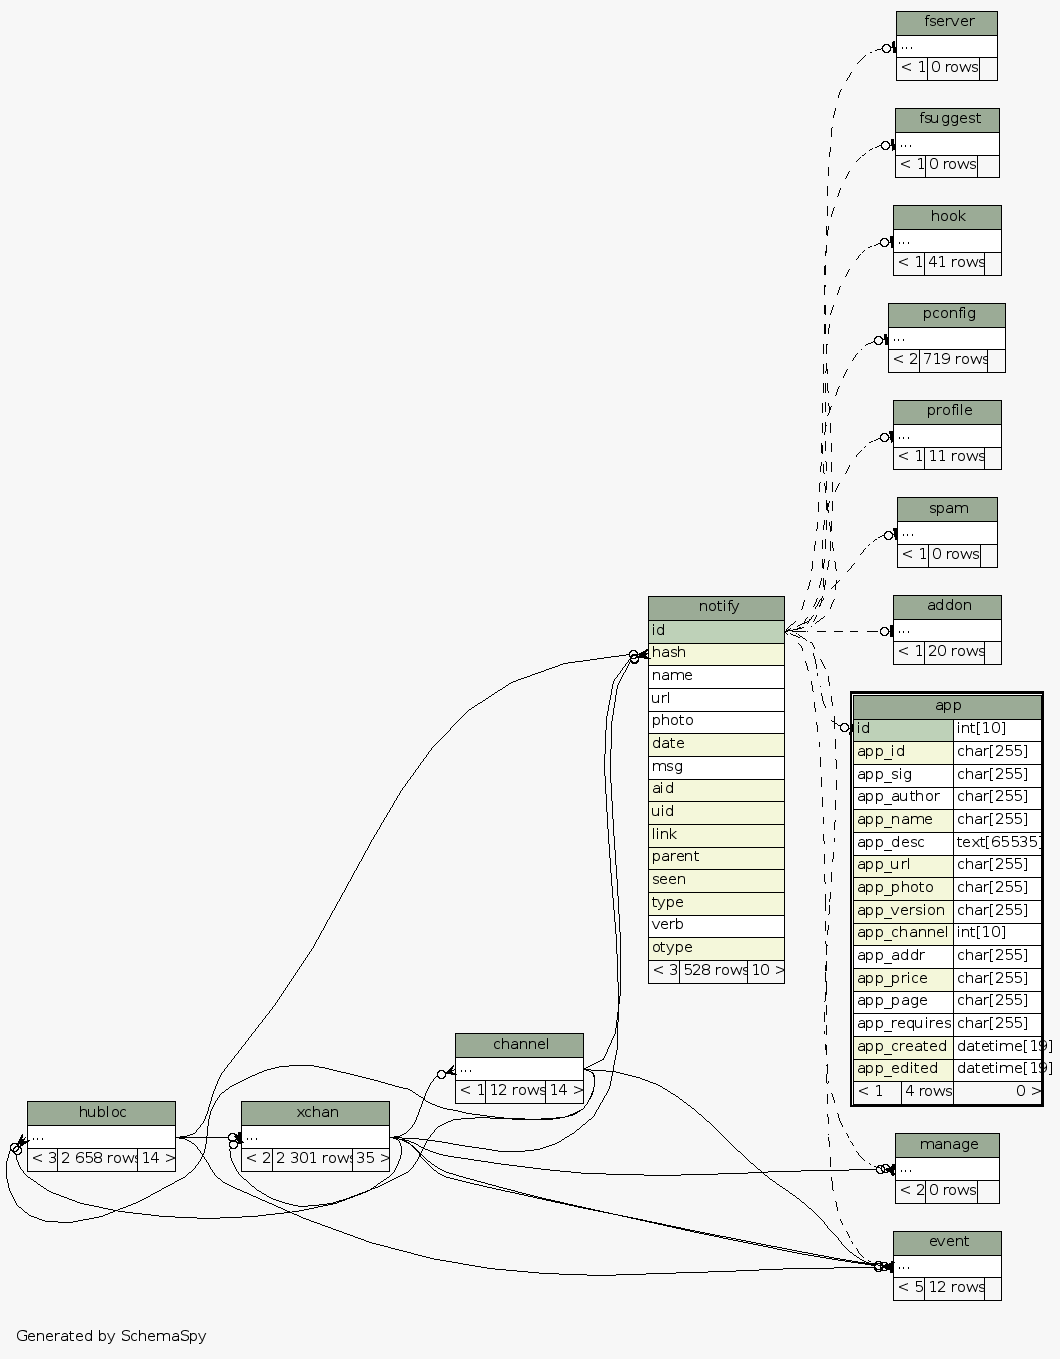 fserver
...
< 1 0 rows
fsuggest
...
< 1 0 rows
hook
...
< 1 41 rows
pconfig
...
< 2 719 rows
profile
...
< 1 11 rows
spam
...
< 1 0 rows
addon
...
< 1 20 rows
notify
id
hash
name
url
photo
date
msg
aid
uid
link
parent
seen
type
verb
otype
< 3 528 rows 10 >
app
id int[10]
app_id char[255]
app_sig char[255]
app_author char[255]
app_name char[255]
app_desc text[65535]
app_url char[255]
app_photo char[255]
app_version char[255]
app_channel int[10]
app_addr char[255]
app_price char[255]
app_page char[255]
app_requires char[255]
app_created datetime[19]
app_edited datetime[19]
< 1 4 rows 0 >
channel
...
< 1 12 rows 14 >
hubloc
...
< 3 2 658 rows 14 >
xchan
...
< 2 2 301 rows 35 >
manage
...
< 2 0 rows
event
...
< 5 12 rows
Generated by SchemaSpy